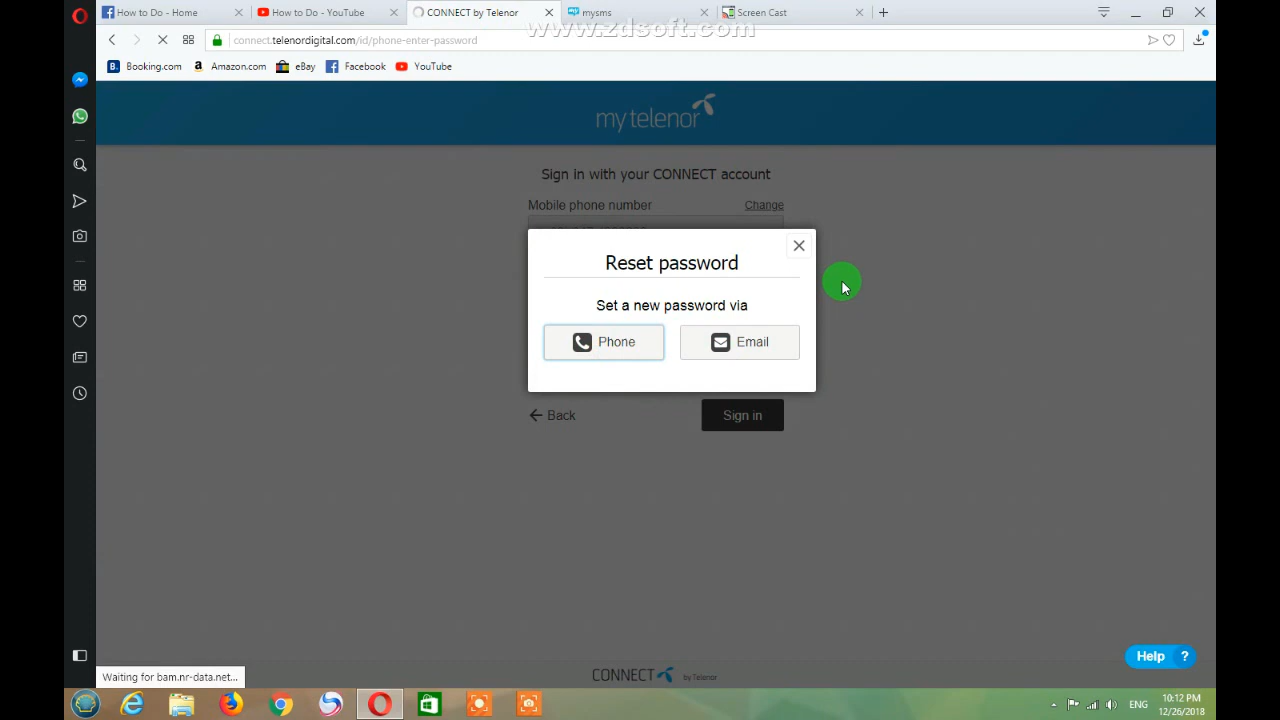 How to Do - Home
How to Do - YouTube
CONNECT by Telenor
mysms
Screen Cast
www.zdsoft.com
connect.telenordigital.com/id/phone-enter-password
B. Booking.com
a Amazon.com
eBay
Facebook
YouTube
my telenor
Sign in with your CONNECT account
Mobile phone number
Change
Reset password
Set a new password via
Phone
Email
Back
Sign in
Help ?
CONNECT by Telenor
Waiting for bam.nr-data.net...
ENG
10:12 PM
12/26/2018